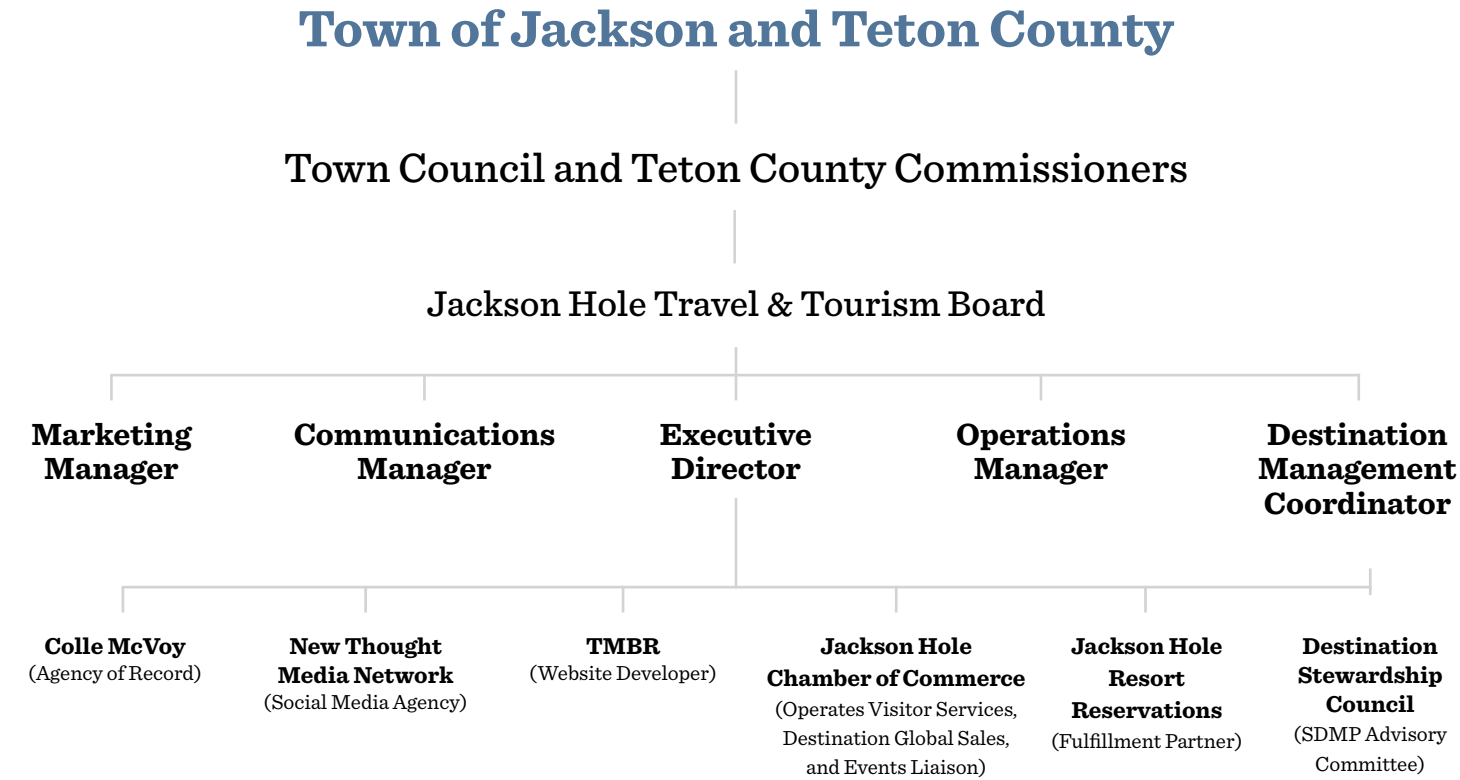 Town of Jackson and Teton County
Town Council and Teton County Commissioners
Jackson Hole Travel & Tourism Board
Marketing
Manager
Communications
Manager
Executive
Director
Operations
Manager
Destination
Management
Coordinator
Colle McVoy
(Agency of Record)
New Thought
Media Network
(Social Media Agency)
TMBR
(Website Developer)
Jackson Hole
Chamber of Commerce
(Operates Visitor Services,
Destination Global Sales,
and Events Liaison)
Jackson Hole
Resort
Reservations
(Fulfillment Partner)
Destination
Stewardship
Council
(SDMP Advisory
Committee)